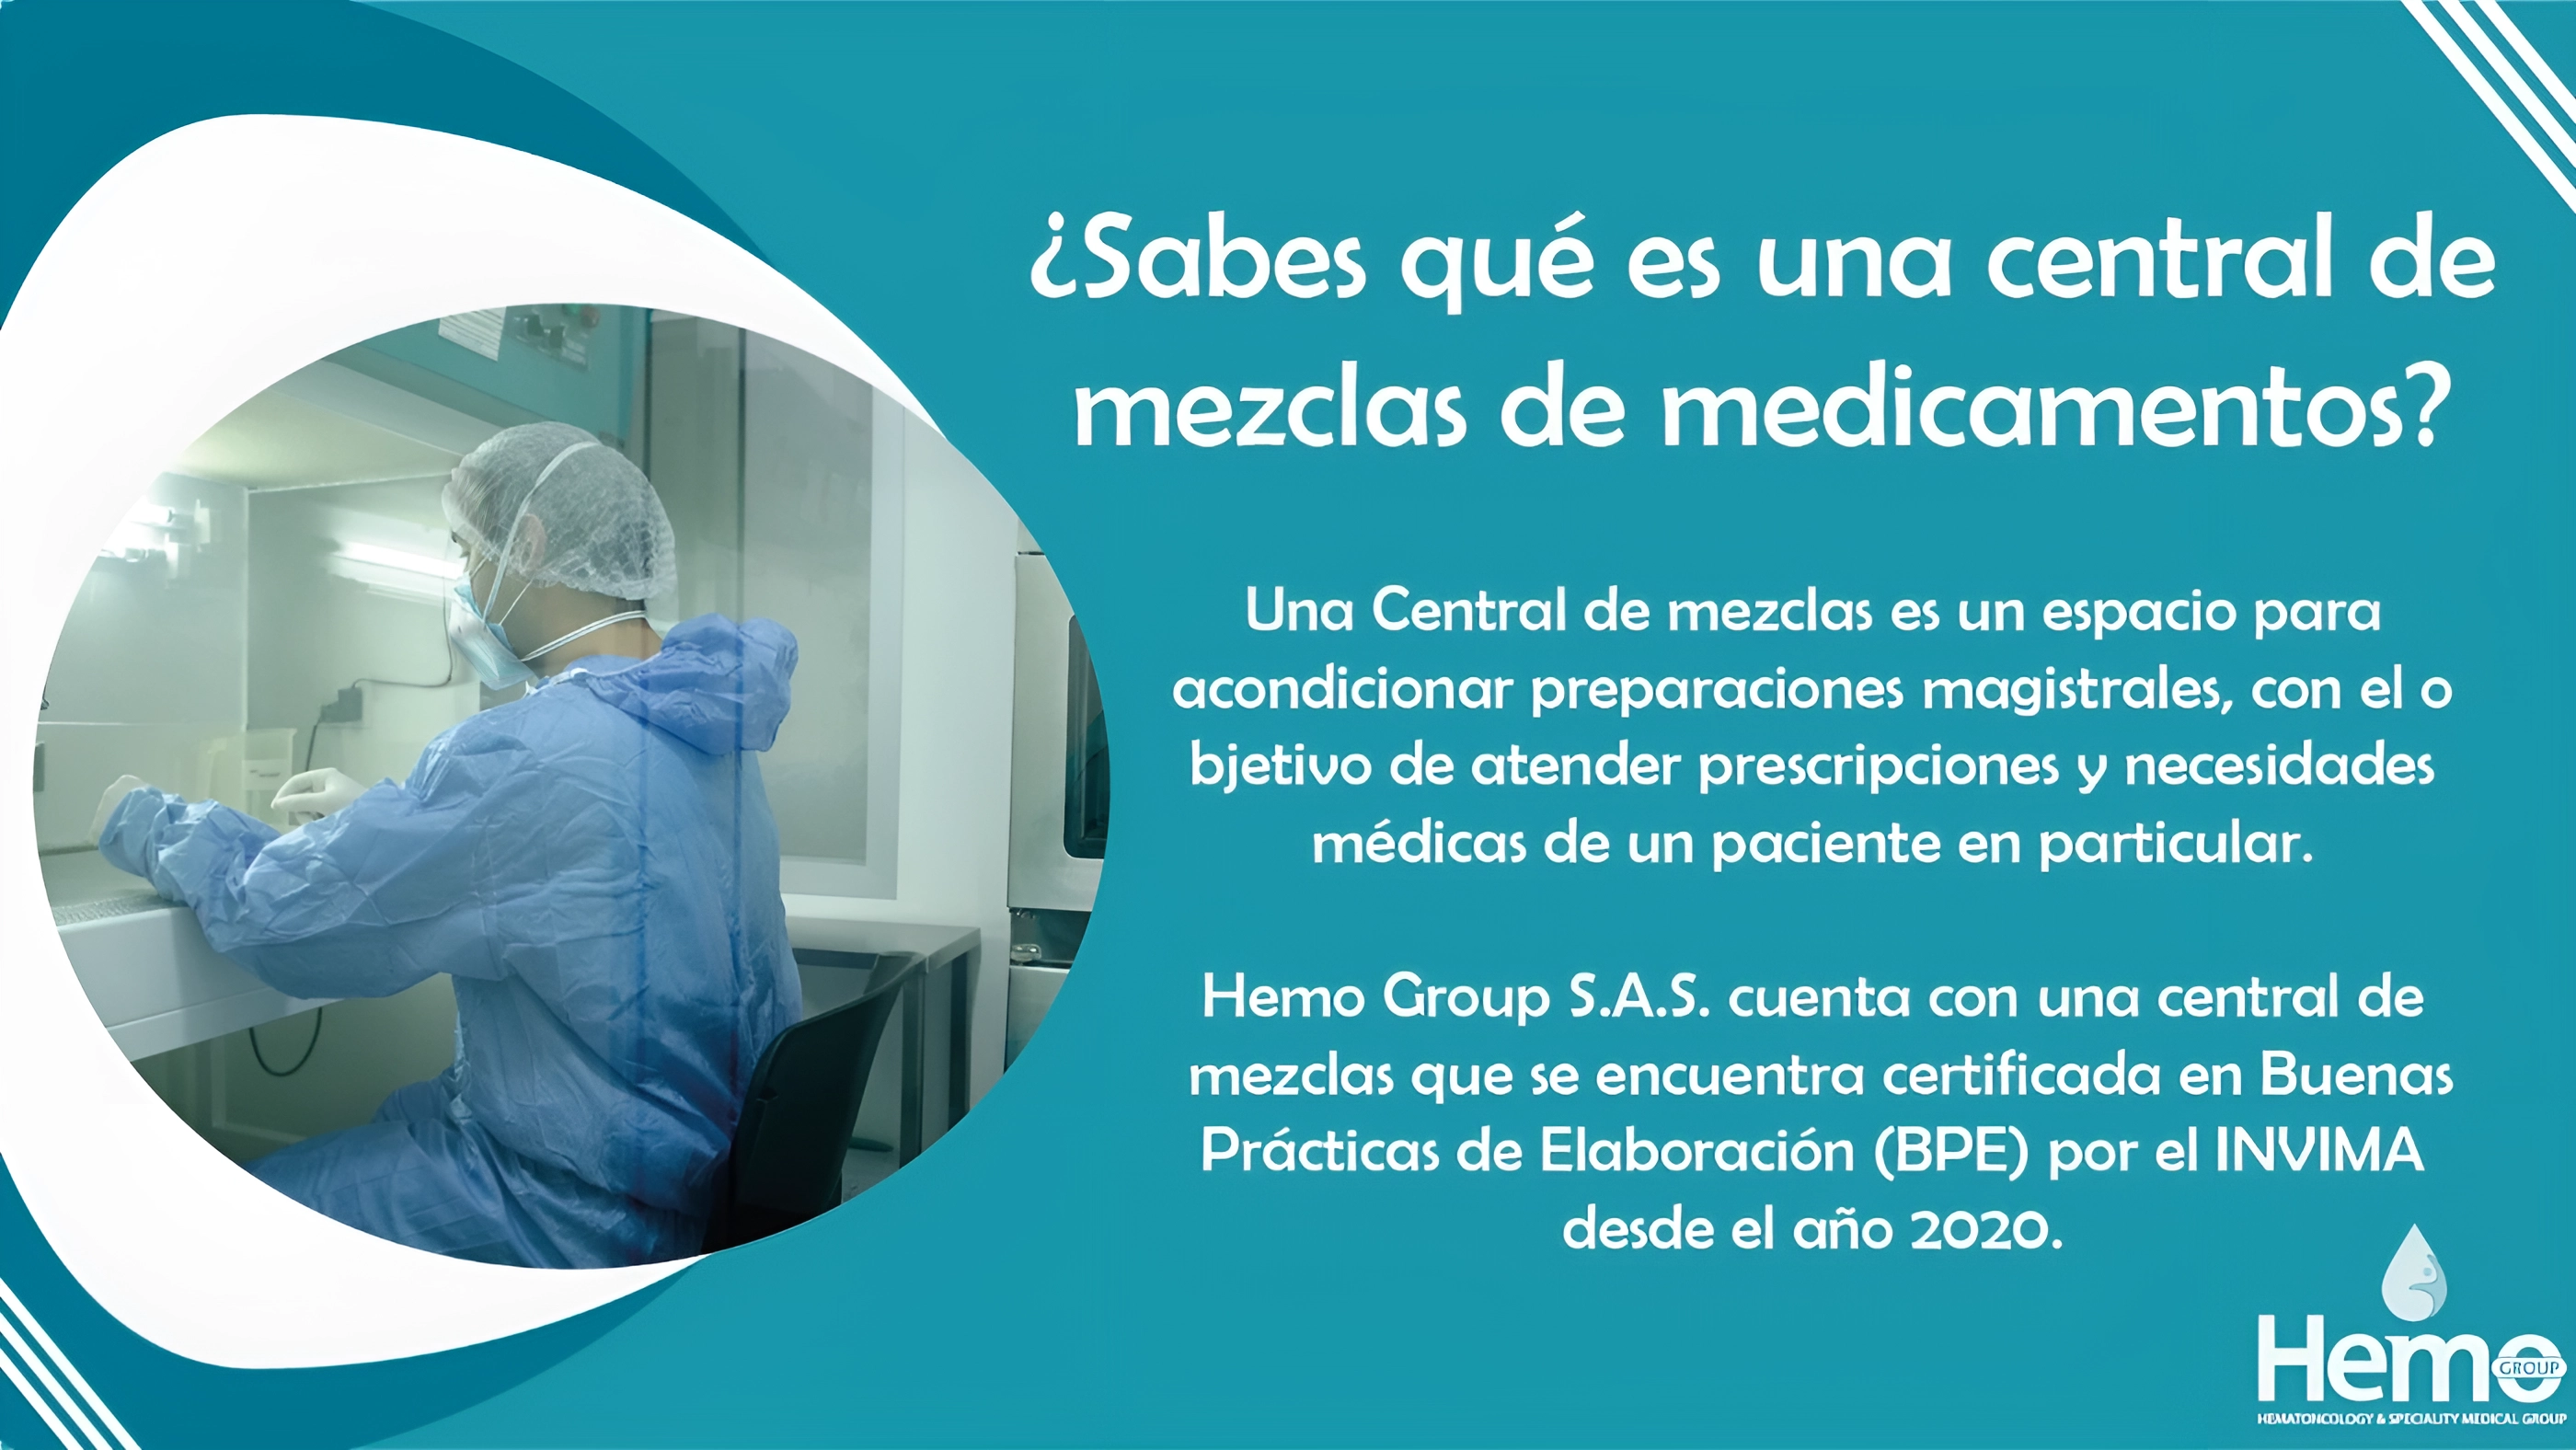 ¿Sabes qué es una central de
mezclas de medicamentos?
Una Central de mezclas es un espacio para
acondicionar preparaciones magistrales, con el o
bjetivo de atender prescripciones y necesidades
médicas de un paciente en particular.
Hemo Group S.A.S. cuenta con una central de
mezclas que se encuentra certificada en Buenas
Prácticas de Elaboración (BPE) por el INVIMA
desde el año 2020.
Hemo
GROUP
HEMATONCOLOGY & SPECIALITY MEDICAL GROUP